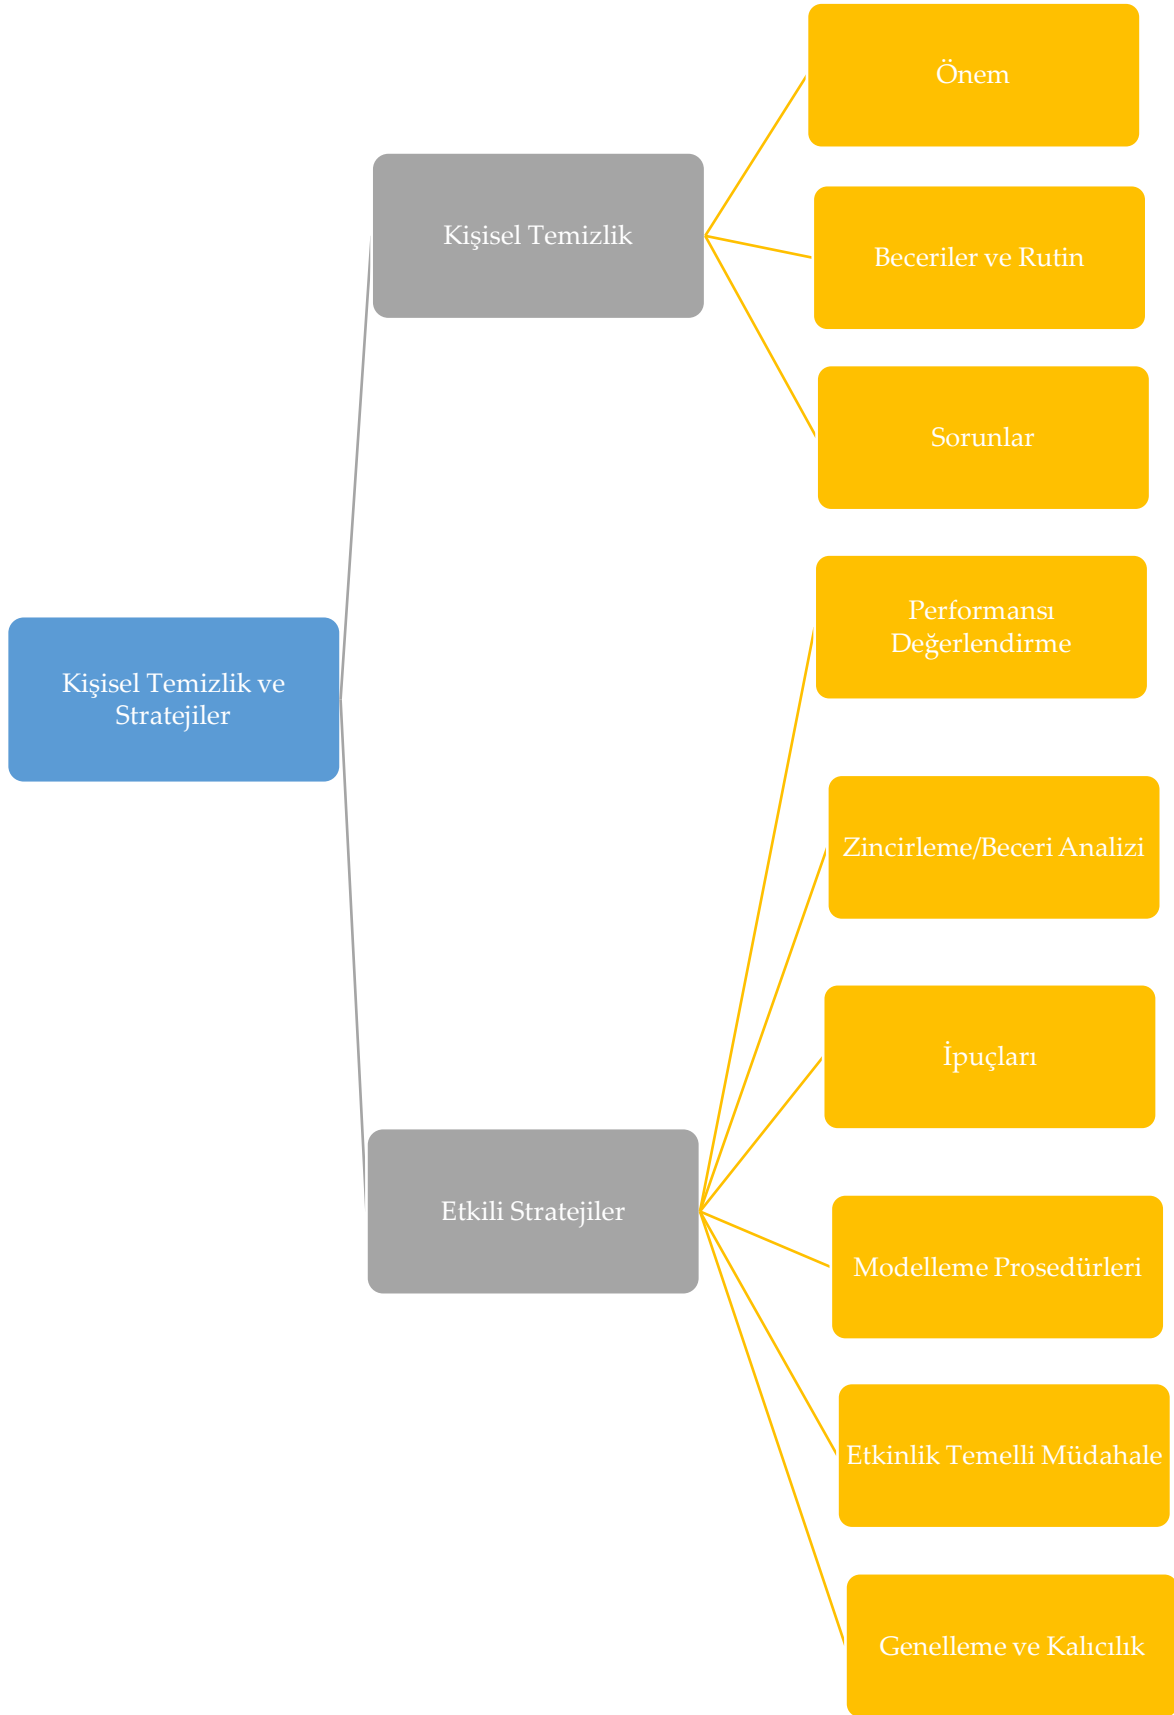 Kişisel Temizlik ve
Stratejiler
Kişisel Temizlik
Önem
Beceriler ve Rutin
Sorunlar
Etkili Stratejiler
Performansı
Değerlendirme
Zincirleme/Beceri Analizi
İpuçları
Modelleme Prosedürleri
Etkinlik Temelli Müdahale
Genelleme ve Kalıcılık